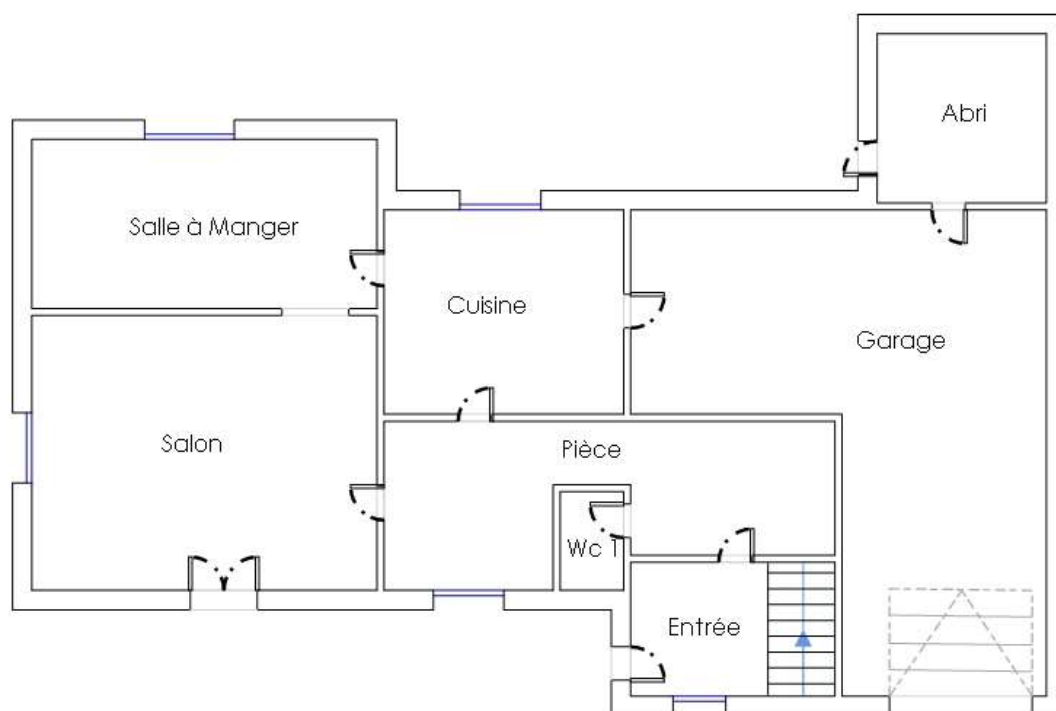 Abri
Salle à Manger
Cuisine
Garage
Salon
Pièce
Wc 1
Entrée